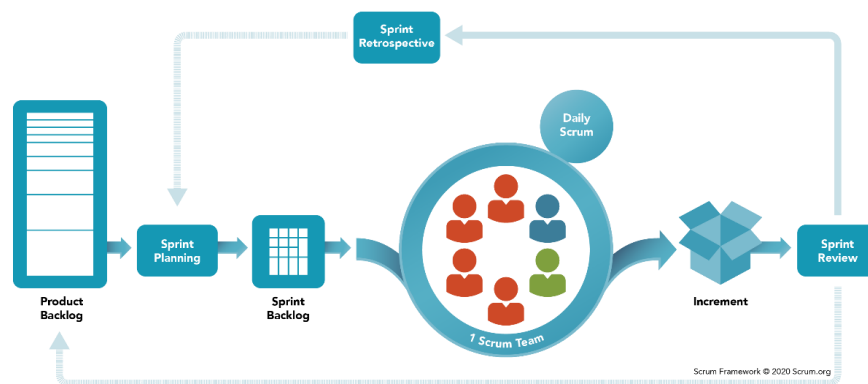 Sprint
Retrospective
Daily
Scrum
Sprint
Planning
Sprint
Review
Product
Backlog
Sprint
Backlog
Increment
1 Scrum Team
Scrum Framework © 2020 Scrum.org